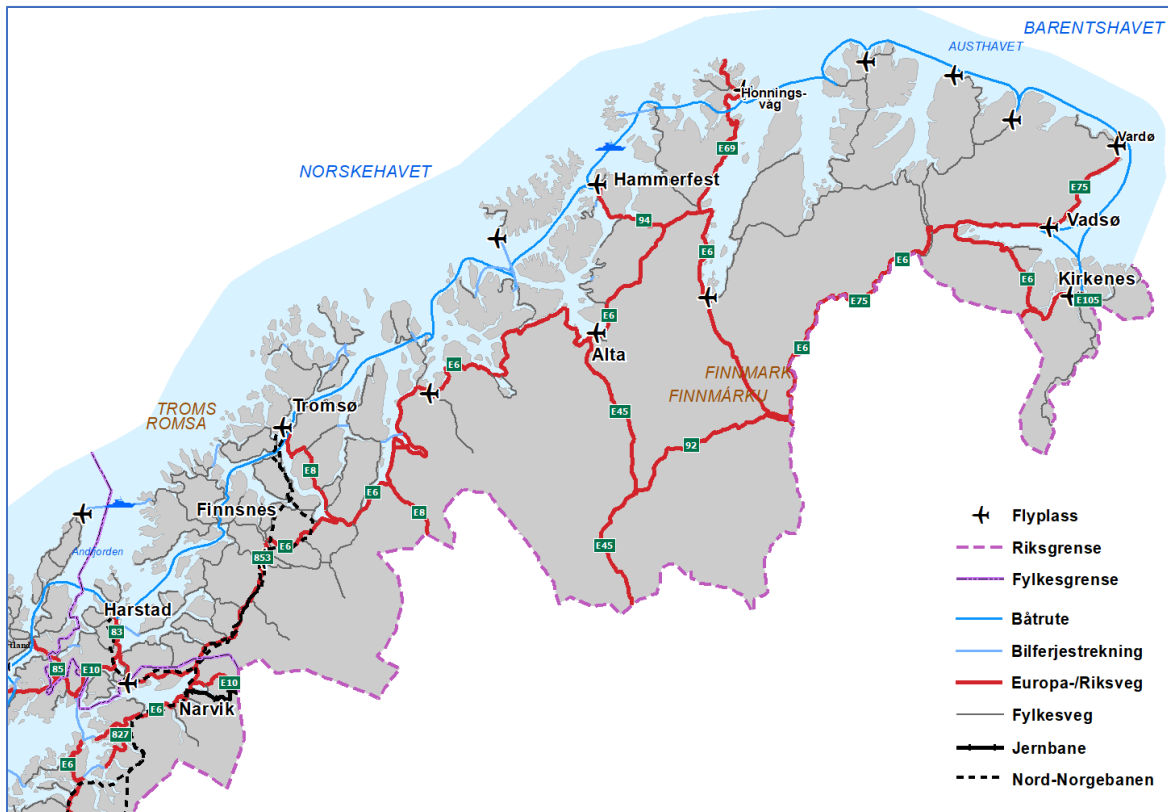 BARENTSHAVET
AUSTHAVET
Honnings-
våg
Vardø
E69
NORSKEHAVET
Hammerfest
E75
94
Vadsø
E6
E6
E6
Kirkenes
E75
E105
E6
Alta
E6
E6
FINNMARK
FINNMÁRKU
TROMS
ROMSA
Tromsø
E45
92
E8
E6
Finnsnes
E8
Andfjorden
E6
E45
853
Harstad
83
85
E10
E10
Narvik
E6
827
E6
Flyplass
Riksgrense
Fylkesgrense
Båtrute
Bilferjestrekning
Europa-/Riksveg
Fylkesveg
Jernbane
Nord-Norgebanen